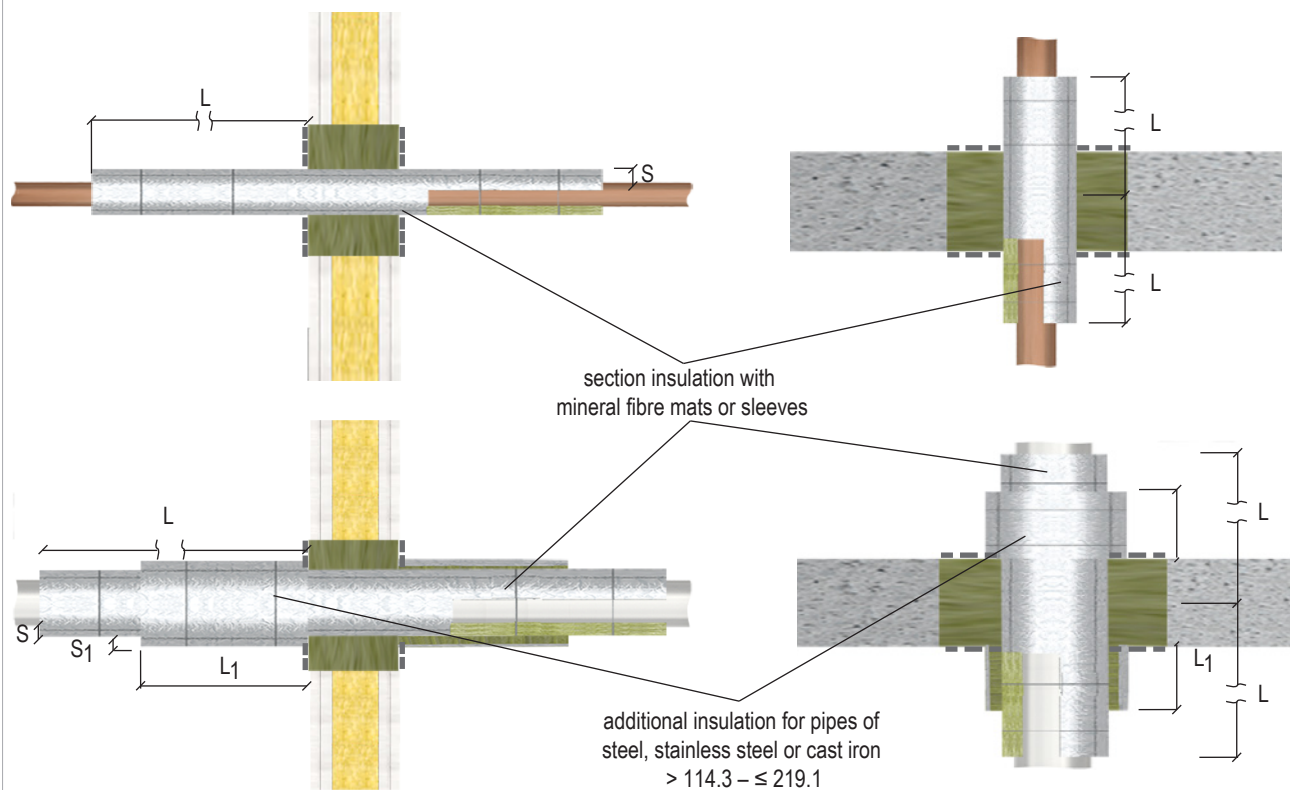 L
S
L
L
section insulation with
mineral fibre mats or sleeves
L
S
S1
L1
L
L1
L
additional insulation for pipes of
steel, stainless steel or cast iron
> 114.3 – ≤ 219.1